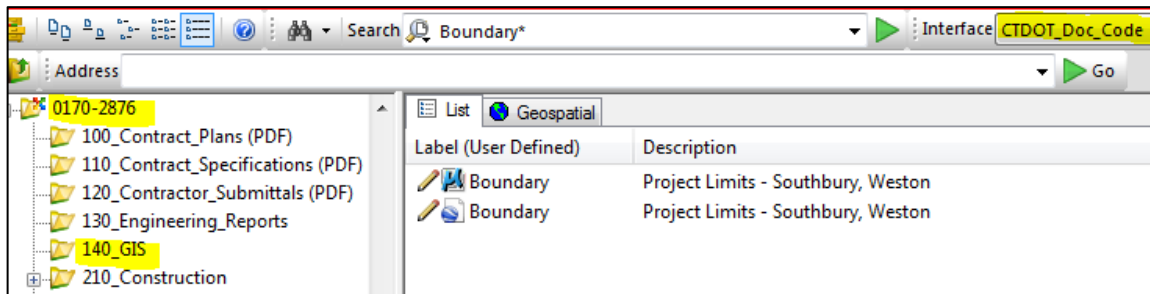 Search Boundary* Interface CTDOT_Doc_Code
Address Go
0170-2876
100_Contract_Plans (PDF)
110_Contract_Specifications (PDF)
120_Contractor_Submittals (PDF)
130_Engineering_Reports
140_GIS
210_Construction
List Geospatial
Label (User Defined) Description
Boundary Project Limits - Southbury, Weston
Boundary Project Limits - Southbury, Weston